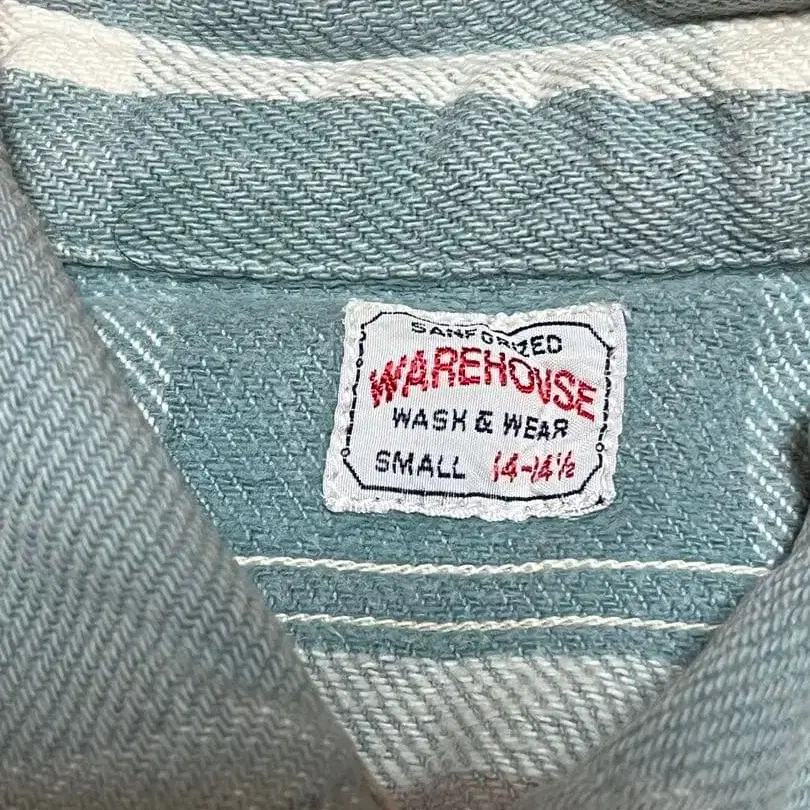 SANFORIZED
WAREHOUSE
WASH & WEAR
SMALL 14-14½